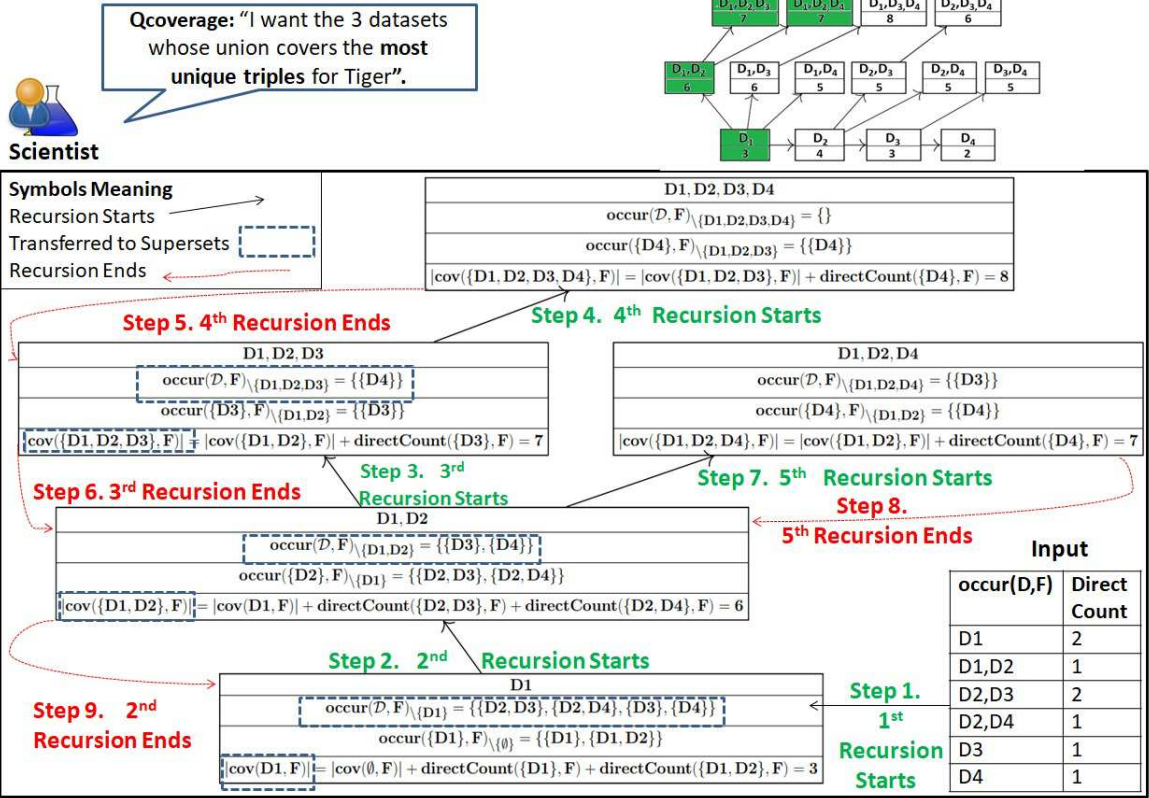 Qcoverage: “I want the 3 datasets
whose union covers the most
unique triples for Tiger”.
Scientist
D1,D2,D3 D1,D2,D4 D1,D3,D4 D2,D3,D4
7 7 8 6
D1,D2 D1,D3 D1,D4 D2,D3 D2,D4 D3,D4
6 6 5 5 5 5
D1 D2 D3 D4
3 4 3 2
Symbols Meaning
Recursion Starts
Transferred to Supersets
Recursion Ends
D1, D2, D3, D4
occur(𝒟, F)\{D1,D2,D3,D4} = {}
occur({D4}, F)\{D1,D2,D3} = {{D4}}
|cov({D1, D2, D3, D4}, F)| = |cov({D1, D2, D3}, F)| + directCount({D4}, F) = 8
Step 5. 4th Recursion Ends
Step 4. 4th Recursion Starts
D1, D2, D3
occur(𝒟, F)\{D1,D2,D3} = {{D4}}
occur({D3}, F)\{D1,D2} = {{D3}}
|cov({D1, D2, D3}, F)| = |cov({D1, D2}, F)| + directCount({D3}, F) = 7
D1, D2, D4
occur(𝒟, F)\{D1,D2,D4} = {{D3}}
occur({D4}, F)\{D1,D2} = {{D4}}
|cov({D1, D2, D4}, F)| = |cov({D1, D2}, F)| + directCount({D4}, F) = 7
Step 3. 3rd
Recursion Starts
Step 6. 3rd Recursion Ends
Step 7. 5th Recursion Starts
Step 8.
5th Recursion Ends
D1, D2
occur(𝒟, F)\{D1,D2} = {{D3}, {D4}}
occur({D2}, F)\{D1} = {{D2, D3}, {D2, D4}}
|cov({D1, D2}, F)| = |cov(D1, F)| + directCount({D2, D3}, F) + directCount({D2, D4}, F) = 6
Step 2. 2nd Recursion Starts
Step 9. 2nd
Recursion Ends
D1
occur(𝒟, F)\{D1} = {{D2, D3}, {D2, D4}, {D3}, {D4}}
occur({D1}, F)\{∅} = {{D1}, {D1, D2}}
|cov(D1, F)| = |cov(∅, F)| + directCount({D1}, F) + directCount({D1, D2}, F) = 3
Step 1.
1st
Recursion
Starts
Input
occur(D,F) Direct
Count
D1 2
D1,D2 1
D2,D3 2
D2,D4 1
D3 1
D4 1